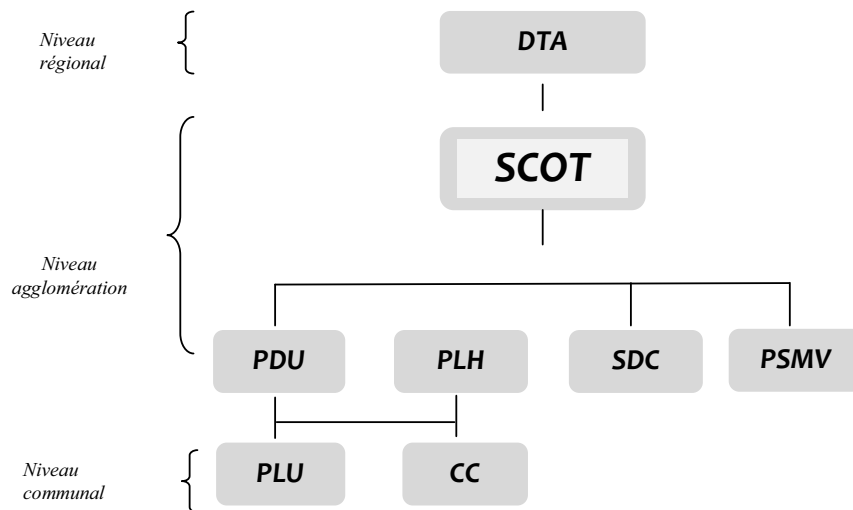 Niveau
régional
DTA
SCOT
Niveau
agglomération
PDU
PLH
SDC
PSMV
Niveau
communal
PLU
CC